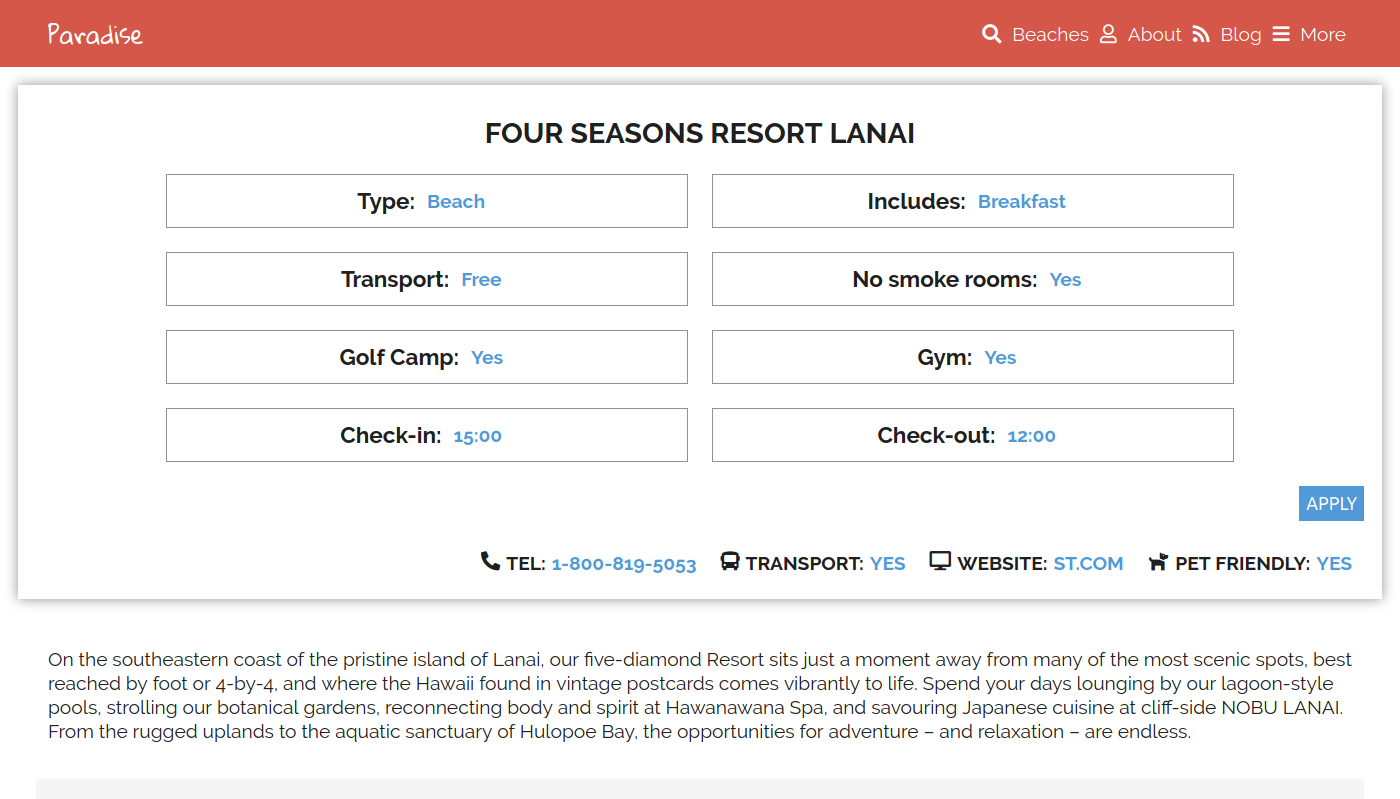 Paradise
Beaches About Blog More
FOUR SEASONS RESORT LANAI
Type: Beach Includes: Breakfast
Transport: Free No smoke rooms: Yes
Golf Camp: Yes Gym: Yes
Check-in: 15:00 Check-out: 12:00
APPLY
TEL: 1-800-819-5053 TRANSPORT: YES WEBSITE: ST.COM PET FRIENDLY: YES
On the southeastern coast of the pristine island of Lanai, our five-diamond Resort sits just a moment away from many of the most scenic spots, best
reached by foot or 4-by-4, and where the Hawaii found in vintage postcards comes vibrantly to life. Spend your days lounging by our lagoon-style
pools, strolling our botanical gardens, reconnecting body and spirit at Hawanawana Spa, and savouring Japanese cuisine at cliff-side NOBU LANAI.
From the rugged uplands to the aquatic sanctuary of Hulopoe Bay, the opportunities for adventure – and relaxation – are endless.